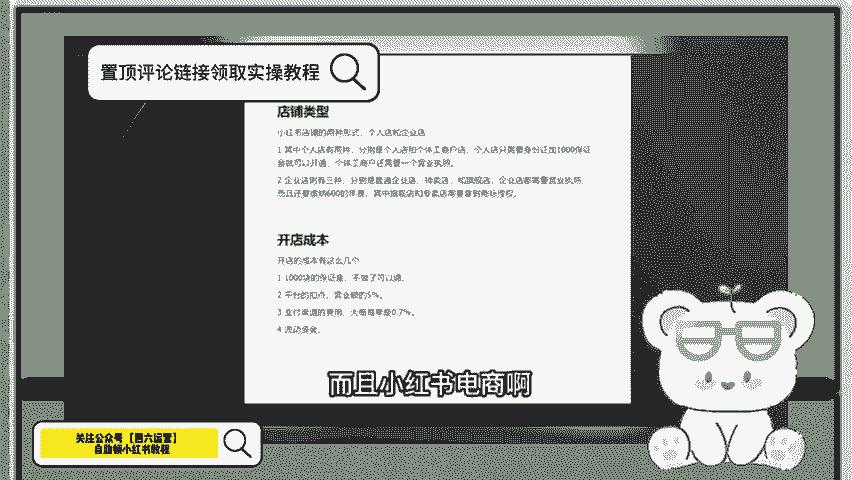 置顶评论链接领取实操教程
店铺类型
小红书店铺的两种形式，个人店和企业店
1 其中个人店有两种，分别是个人店和个体工商户店，个人店只需要身份证加1000保证
金就可以开通，个体工商户还需要一个营业执照。
2 企业店则有三种，分别是普通企业店、专卖店、旗舰店，企业店都需要营业执照，
而且还要缴纳600的年费，其中旗舰店和专卖店都需要拿到商标授权。
开店成本
开店的成本有这么几个
1 1000块的保证金，不做了可以退。
2 平台的扣点，营业额的5%。
3 支付渠道的费用，大概每单是0.7%。
4 流动资金。
而且小红书电商啊
关注公众号【四六运营】
自助领小红书教程